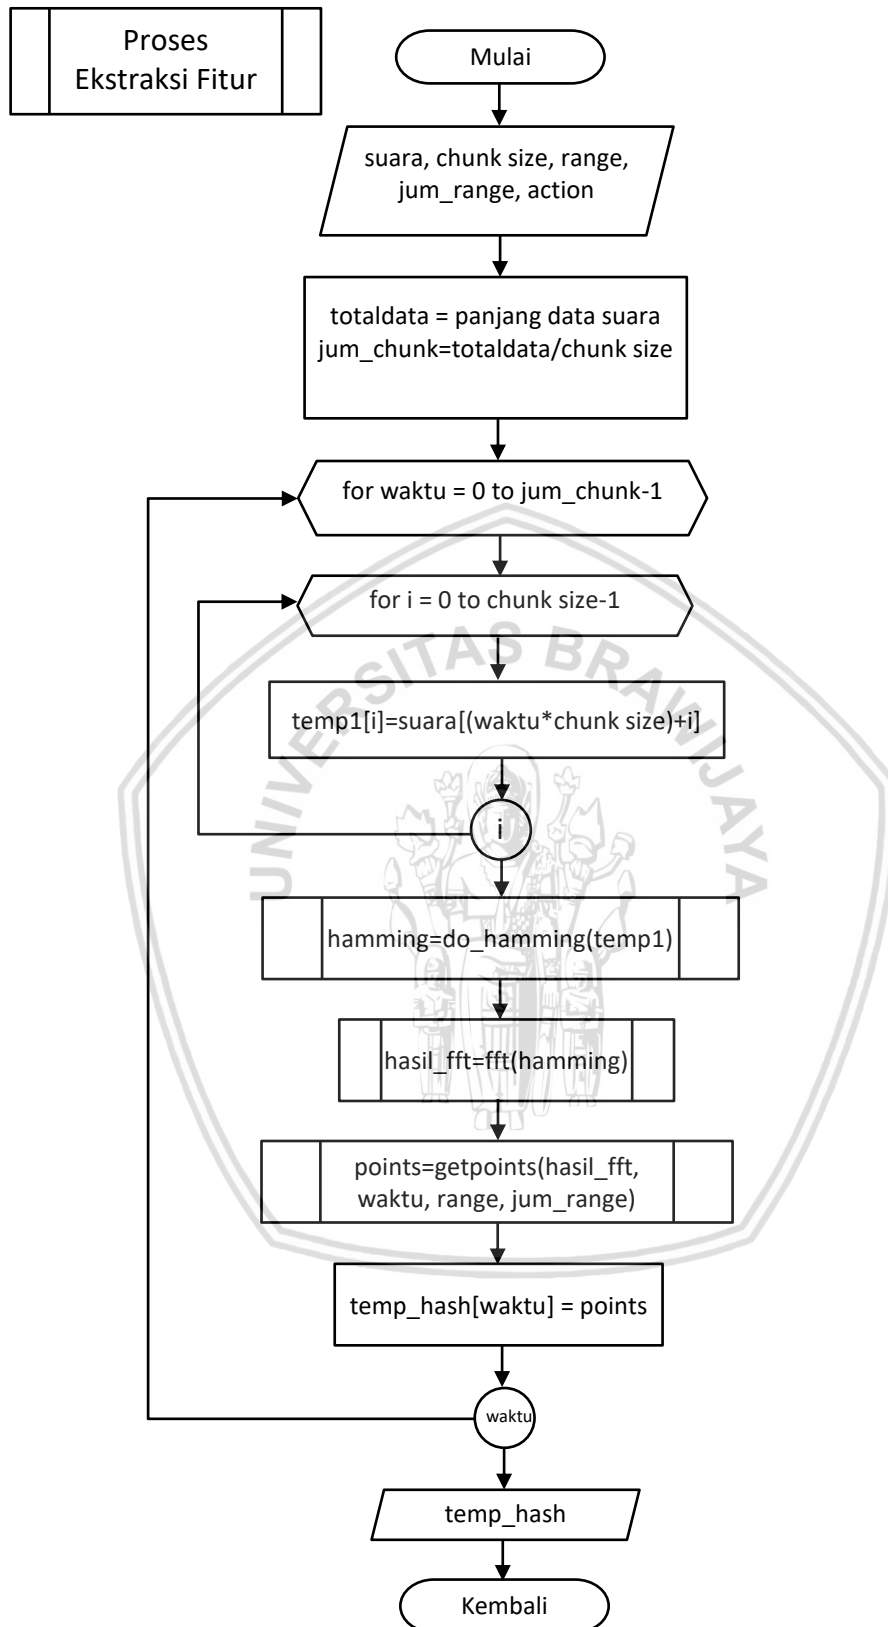 Proses
Ekstraksi Fitur
Mulai
suara, chunk size, range,
jum_range, action
totaldata = panjang data suara
jum_chunk=totaldata/chunk size
for waktu = 0 to jum_chunk-1
for i = 0 to chunk size-1
UNIVERSITAS BRAWIJAYA
temp1[i]=suara[(waktu*chunk size)+i]
i
hamming=do_hamming(temp1)
hasil_fft=fft(hamming)
points=getpoints(hasil_fft,
waktu, range, jum_range)
temp_hash[waktu] = points
waktu
temp_hash
Kembali